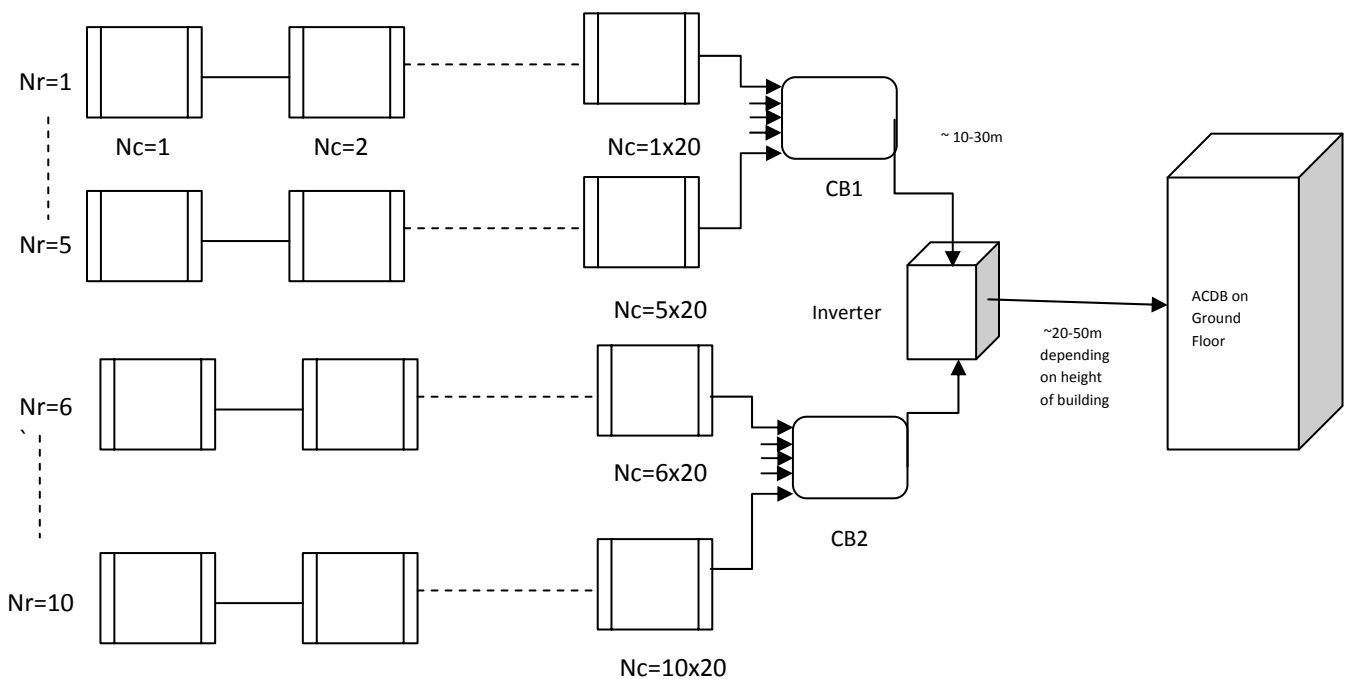 Nr=1
Nc=1
Nc=2
Nc=1x20
CB1
~ 10-30m
Nr=5
Nc=5x20
Inverter
~20-50m
depending
on height
of building
ACDB on
Ground
Floor
Nr=6
`
Nc=6x20
CB2
Nr=10
Nc=10x20